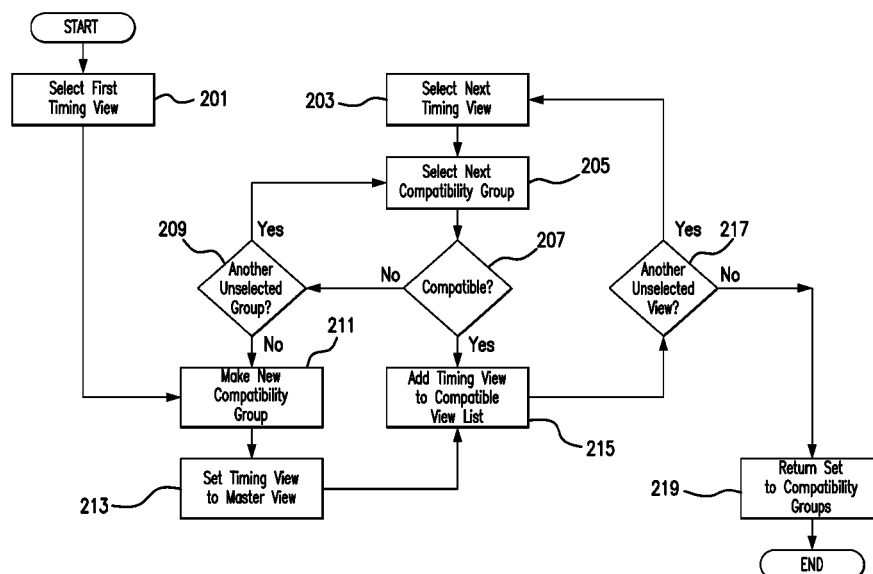 START
Select First
Timing View
201
203
Select Next
Timing View
Select Next
Compatibility Group
205
209
Yes
Another
Unselected
Group?
No
Compatible?
207
No
Yes
Yes
217
Another
Unselected
View?
No
211
Make New
Compatibility
Group
Add Timing View
to Compatible
View List
215
213
Set Timing View
to Master View
219
Return Set
to Compatibility
Groups
END